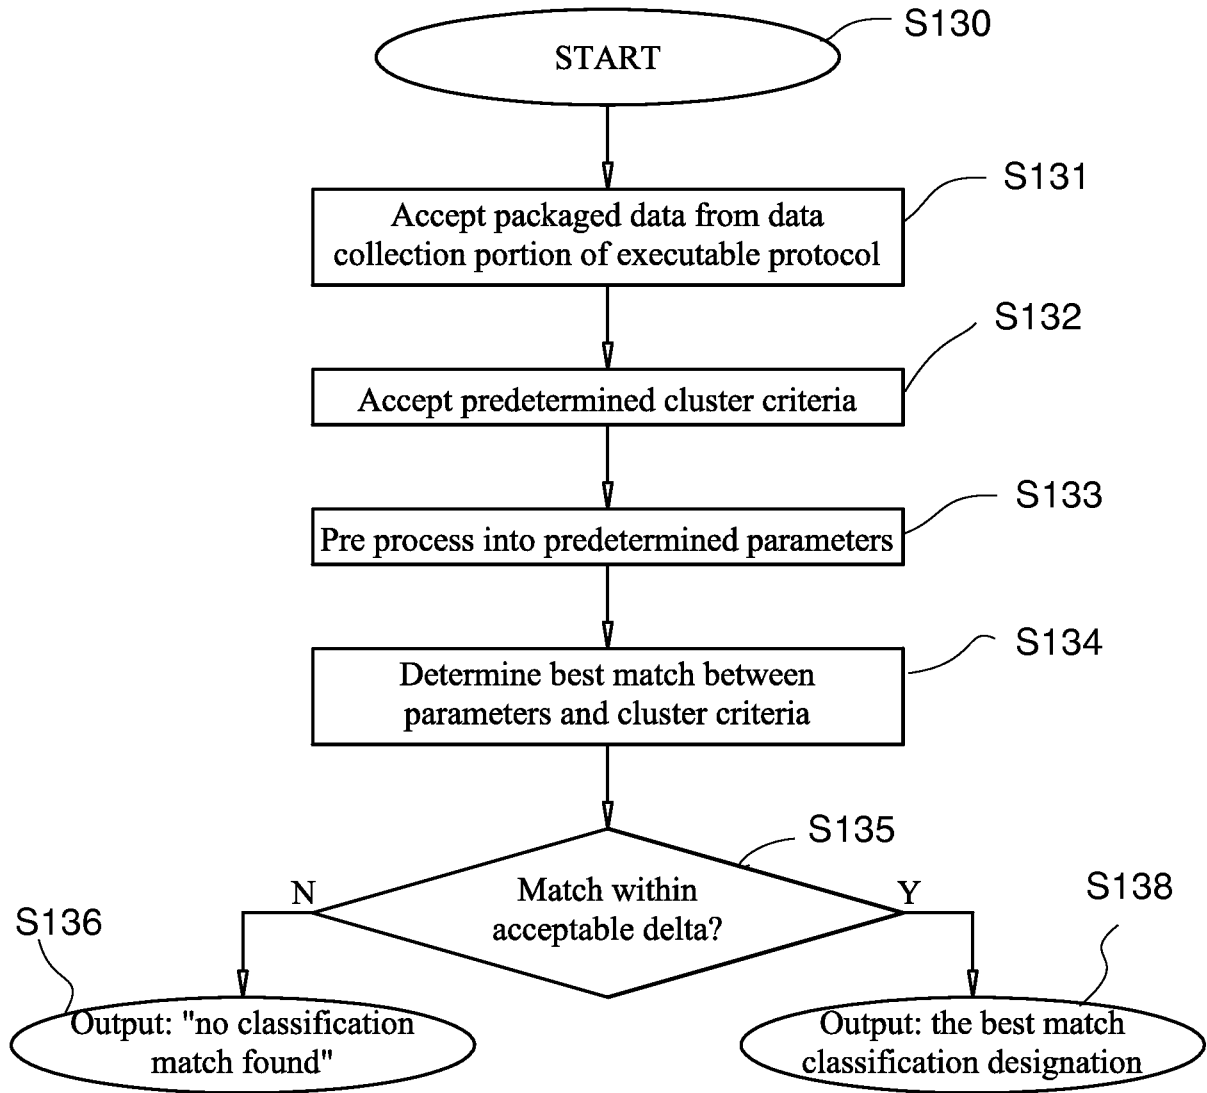 START
S130
S131
Accept packaged data from data
collection portion of executable protocol
S132
Accept predetermined cluster criteria
S133
Pre process into predetermined parameters
S134
Determine best match between
parameters and cluster criteria
S135
N
Match within
acceptable delta?
Y
S136
S138
Output: "no classification
match found"
Output: the best match
classification designation